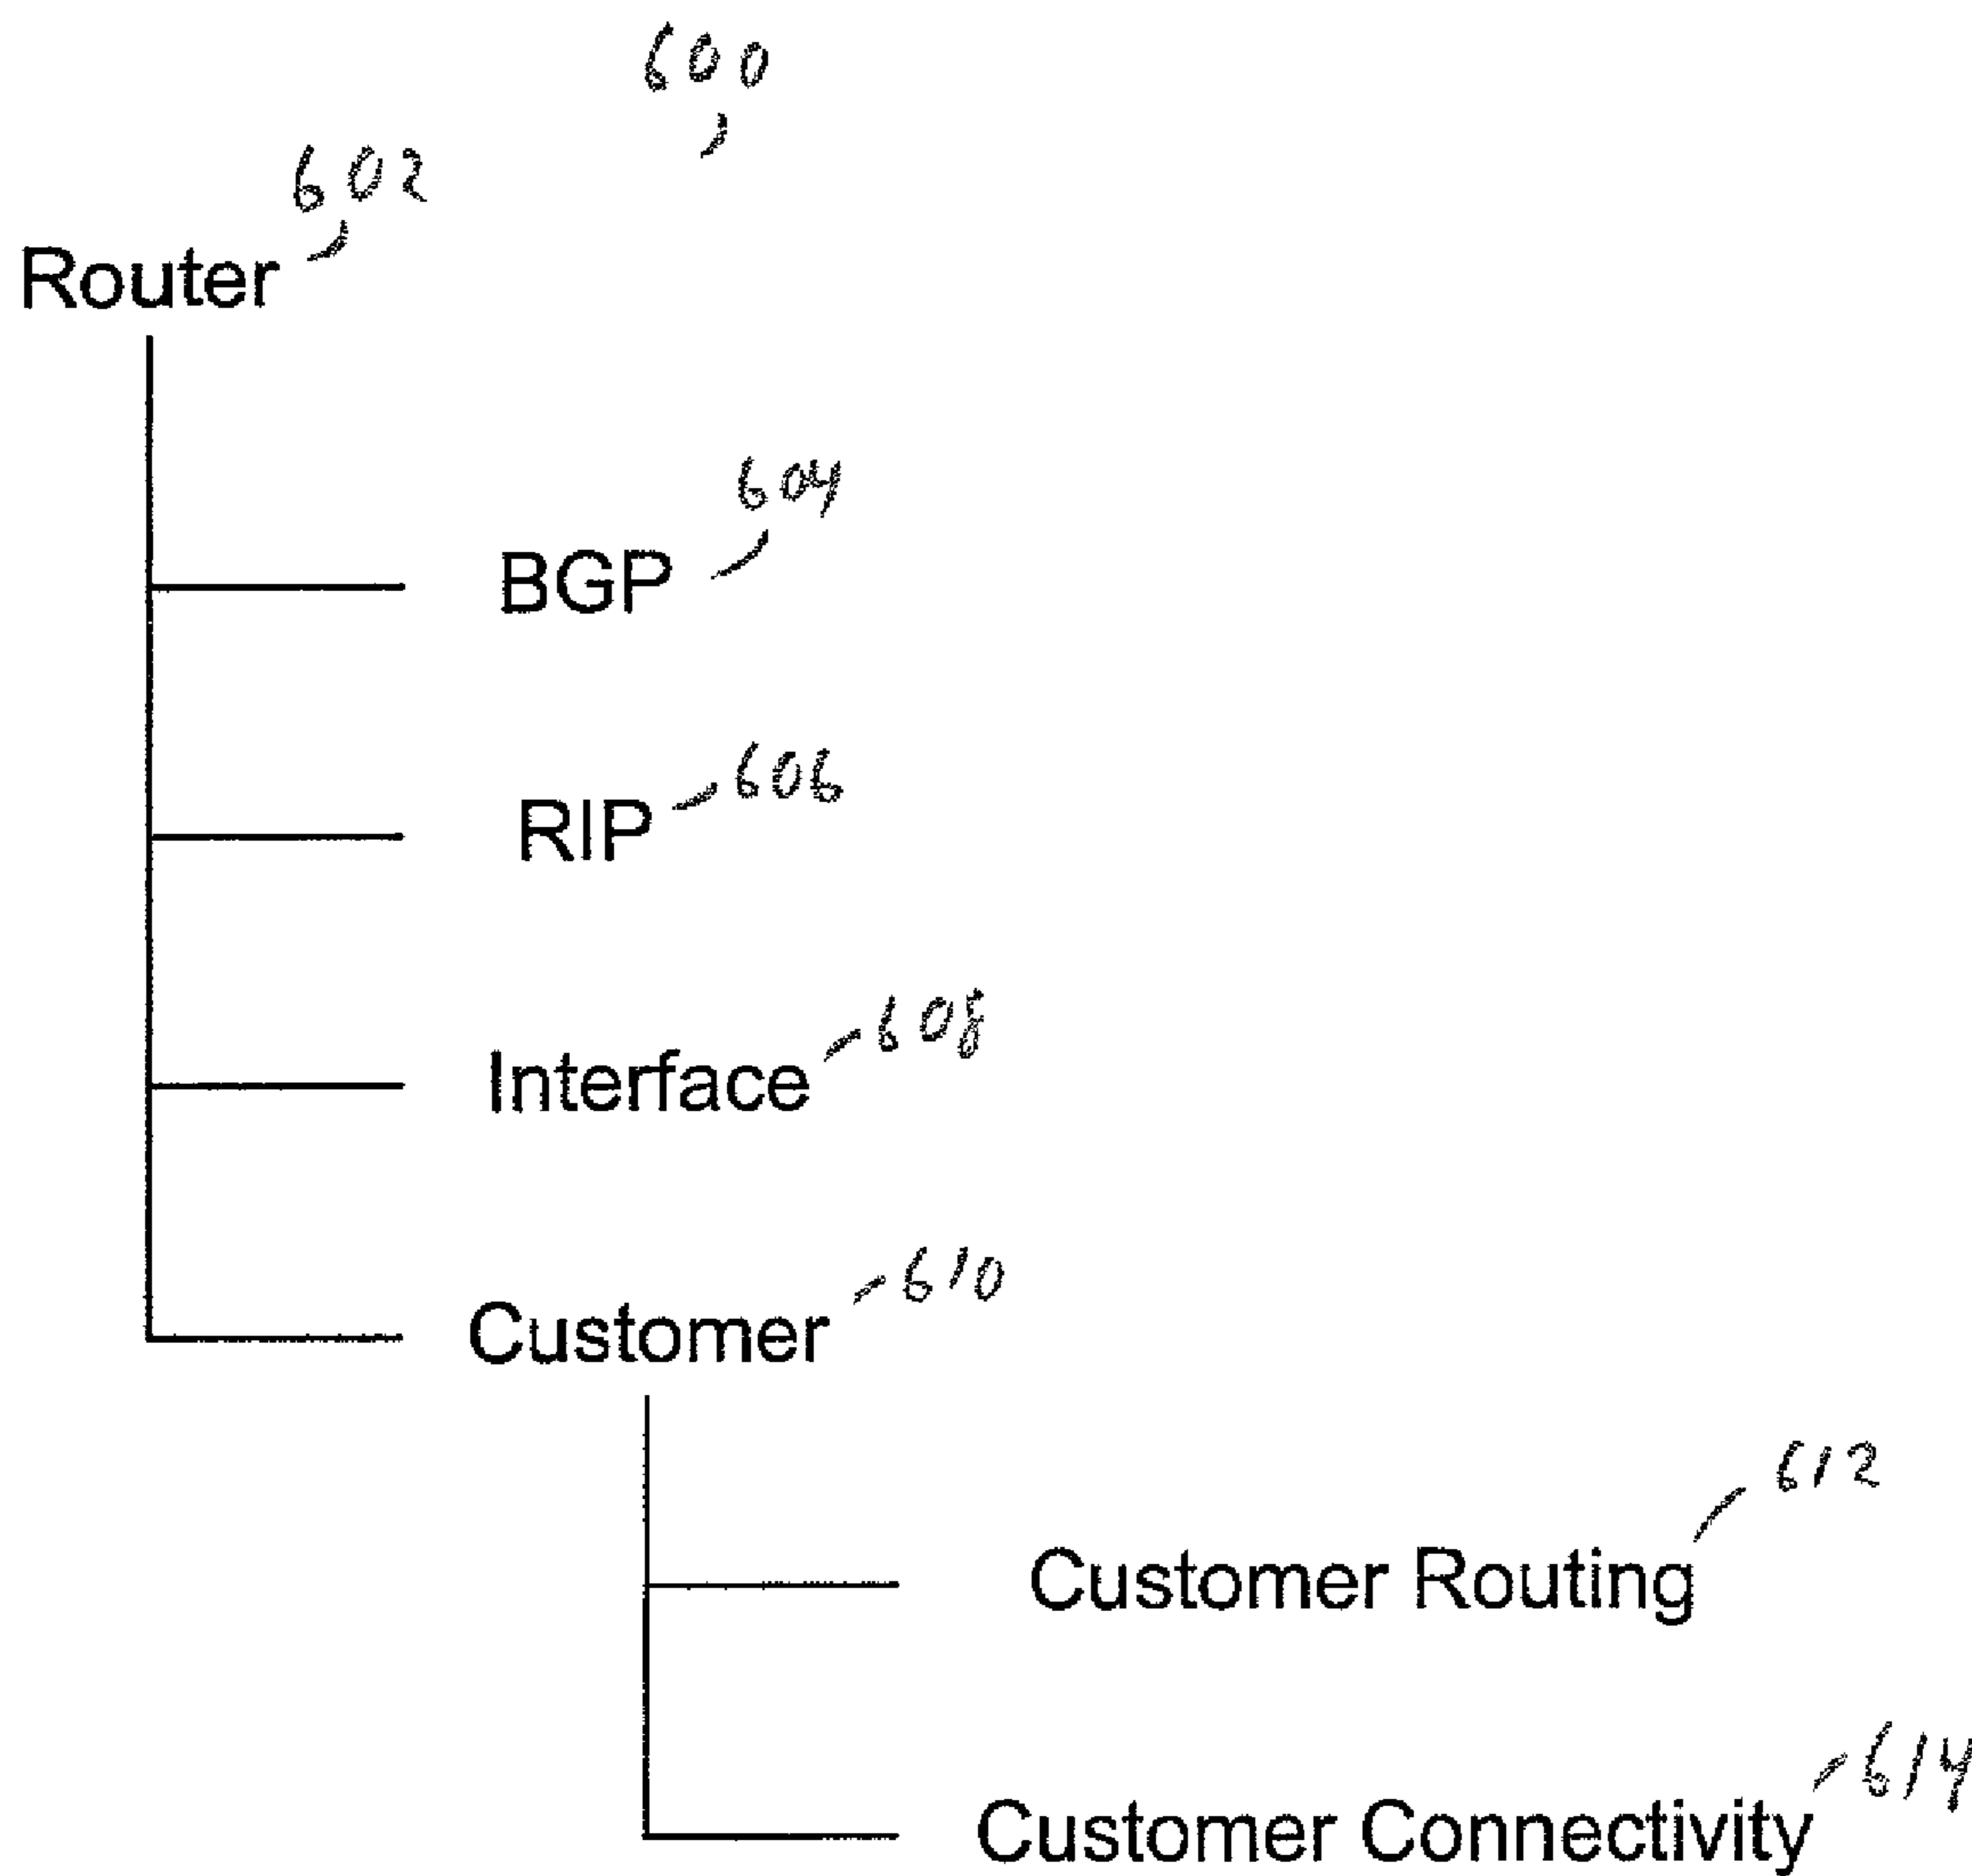 600
602
Router
604
BGP
606
RIP
608
Interface
610
Customer
612
Customer Routing
614
Customer Connectivity